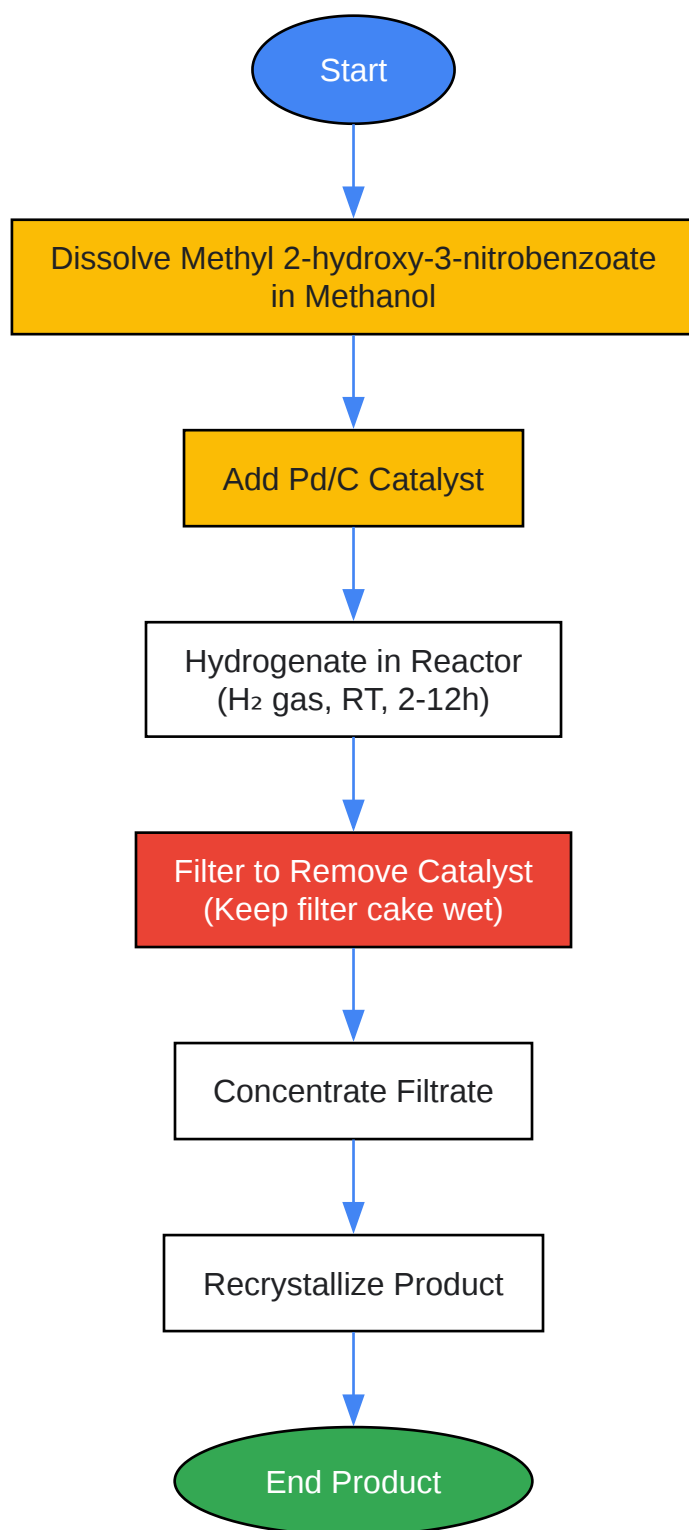 Start
Dissolve Methyl 2-hydroxy-3-nitrobenzoate
in Methanol
Add Pd/C Catalyst
Hydrogenate in Reactor
(H₂ gas, RT, 2-12h)
Filter to Remove Catalyst
(Keep filter cake wet)
Concentrate Filtrate
Recrystallize Product
End Product